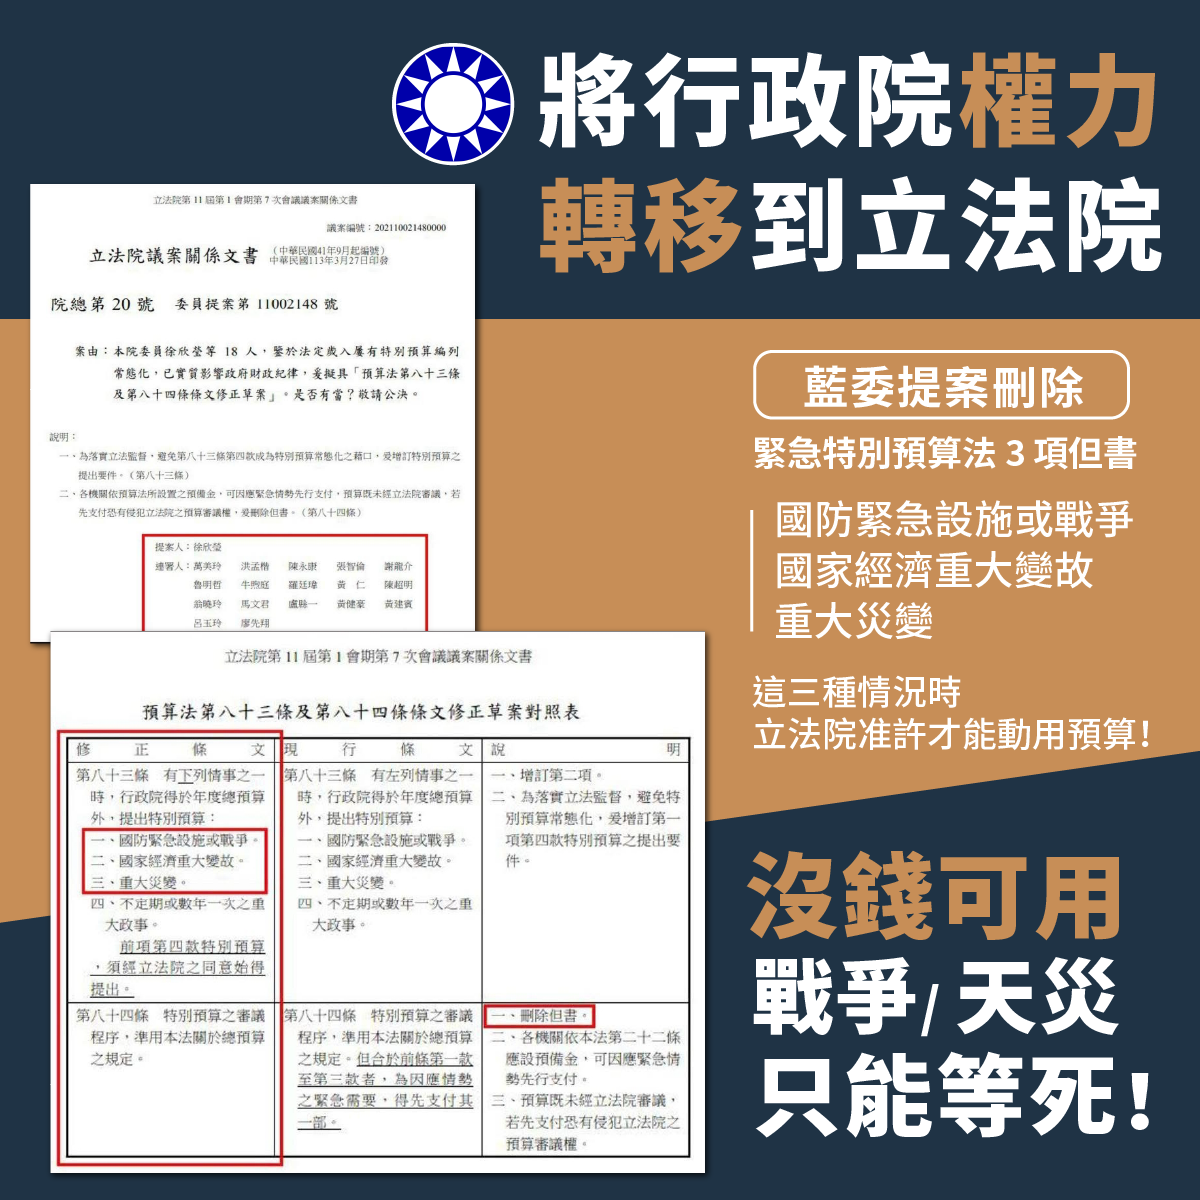 將行政院權力
轉移到立法院
立法院第 11 屆第 1 會期第 7 次會議議案關係文書
議案編號：202110021480000
立法院議案關係文書 （中華民國41年9月起編號）
中華民國113年3月27日印發
院總第 20 號 委員提案第 11002148 號
案由：本院委員徐欣瑩等 18 人，鑒於法定歲入屢有特別預算編列
常態化，已實質影響政府財政紀律，爰擬具「預算法第八十三條
及第八十四條條文修正草案」。是否有當？敬請公決。
說明：
一、為落實立法監督，避免第八十三條第四款成為特別預算常態化之藉口，爰增訂特別預算之
提出要件。（第八十三條）
二、各機關依預算法所設置之預備金，可因應緊急情勢先行支付，預算既未經立法院審議，若
先支付恐有侵犯立法院之預算審議權，爰刪除但書。（第八十四條）
提案人：徐欣瑩
連署人：萬美玲 洪孟楷 陳永康 張智倫 謝龍介
魯明哲 牛煦庭 羅廷瑋 黃 仁 陳超明
翁曉玲 馬文君 盧縣一 黃健豪 黃建賓
呂玉玲 廖先翔
藍委提案刪除
緊急特別預算法 3 項但書
國防緊急設施或戰爭
國家經濟重大變故
重大災變
這三種情況時
立法院准許才能動用預算！
立法院第 11 屆第 1 會期第 7 次會議議案關係文書
預算法第八十三條及第八十四條條文修正草案對照表
修正條文
第八十三條 有下列情事之一
時，行政院得於年度總預算
外，提出特別預算：
一、國防緊急設施或戰爭。
二、國家經濟重大變故。
三、重大災變。
四、不定期或數年一次之重
大政事。
前項第四款特別預算
，須經立法院之同意始得
提出。
現行條文
第八十三條 有左列情事之一
時，行政院得於年度總預算
外，提出特別預算：
一、國防緊急設施或戰爭。
二、國家經濟重大變故。
三、重大災變。
四、不定期或數年一次之重
大政事。
說明
一、增訂第二項。
二、為落實立法監督，避免特
別預算常態化，爰增訂第一
項第四款特別預算之提出要
件。
第八十四條 特別預算之審議
程序，準用本法關於總預算
之規定。
第八十四條 特別預算之審議
程序，準用本法關於總預算
之規定。但合於前條第一款
至第三款者，為因應情勢
之緊急需要，得先支付其
一部。
一、刪除但書。
二、各機關依本法第二十二條
應設預備金，可因應緊急情
勢先行支付。
三、預算既未經立法院審議，
若先支付恐有侵犯立法院之
預算審議權。
沒錢可用
戰爭/ 天災
只能等死！